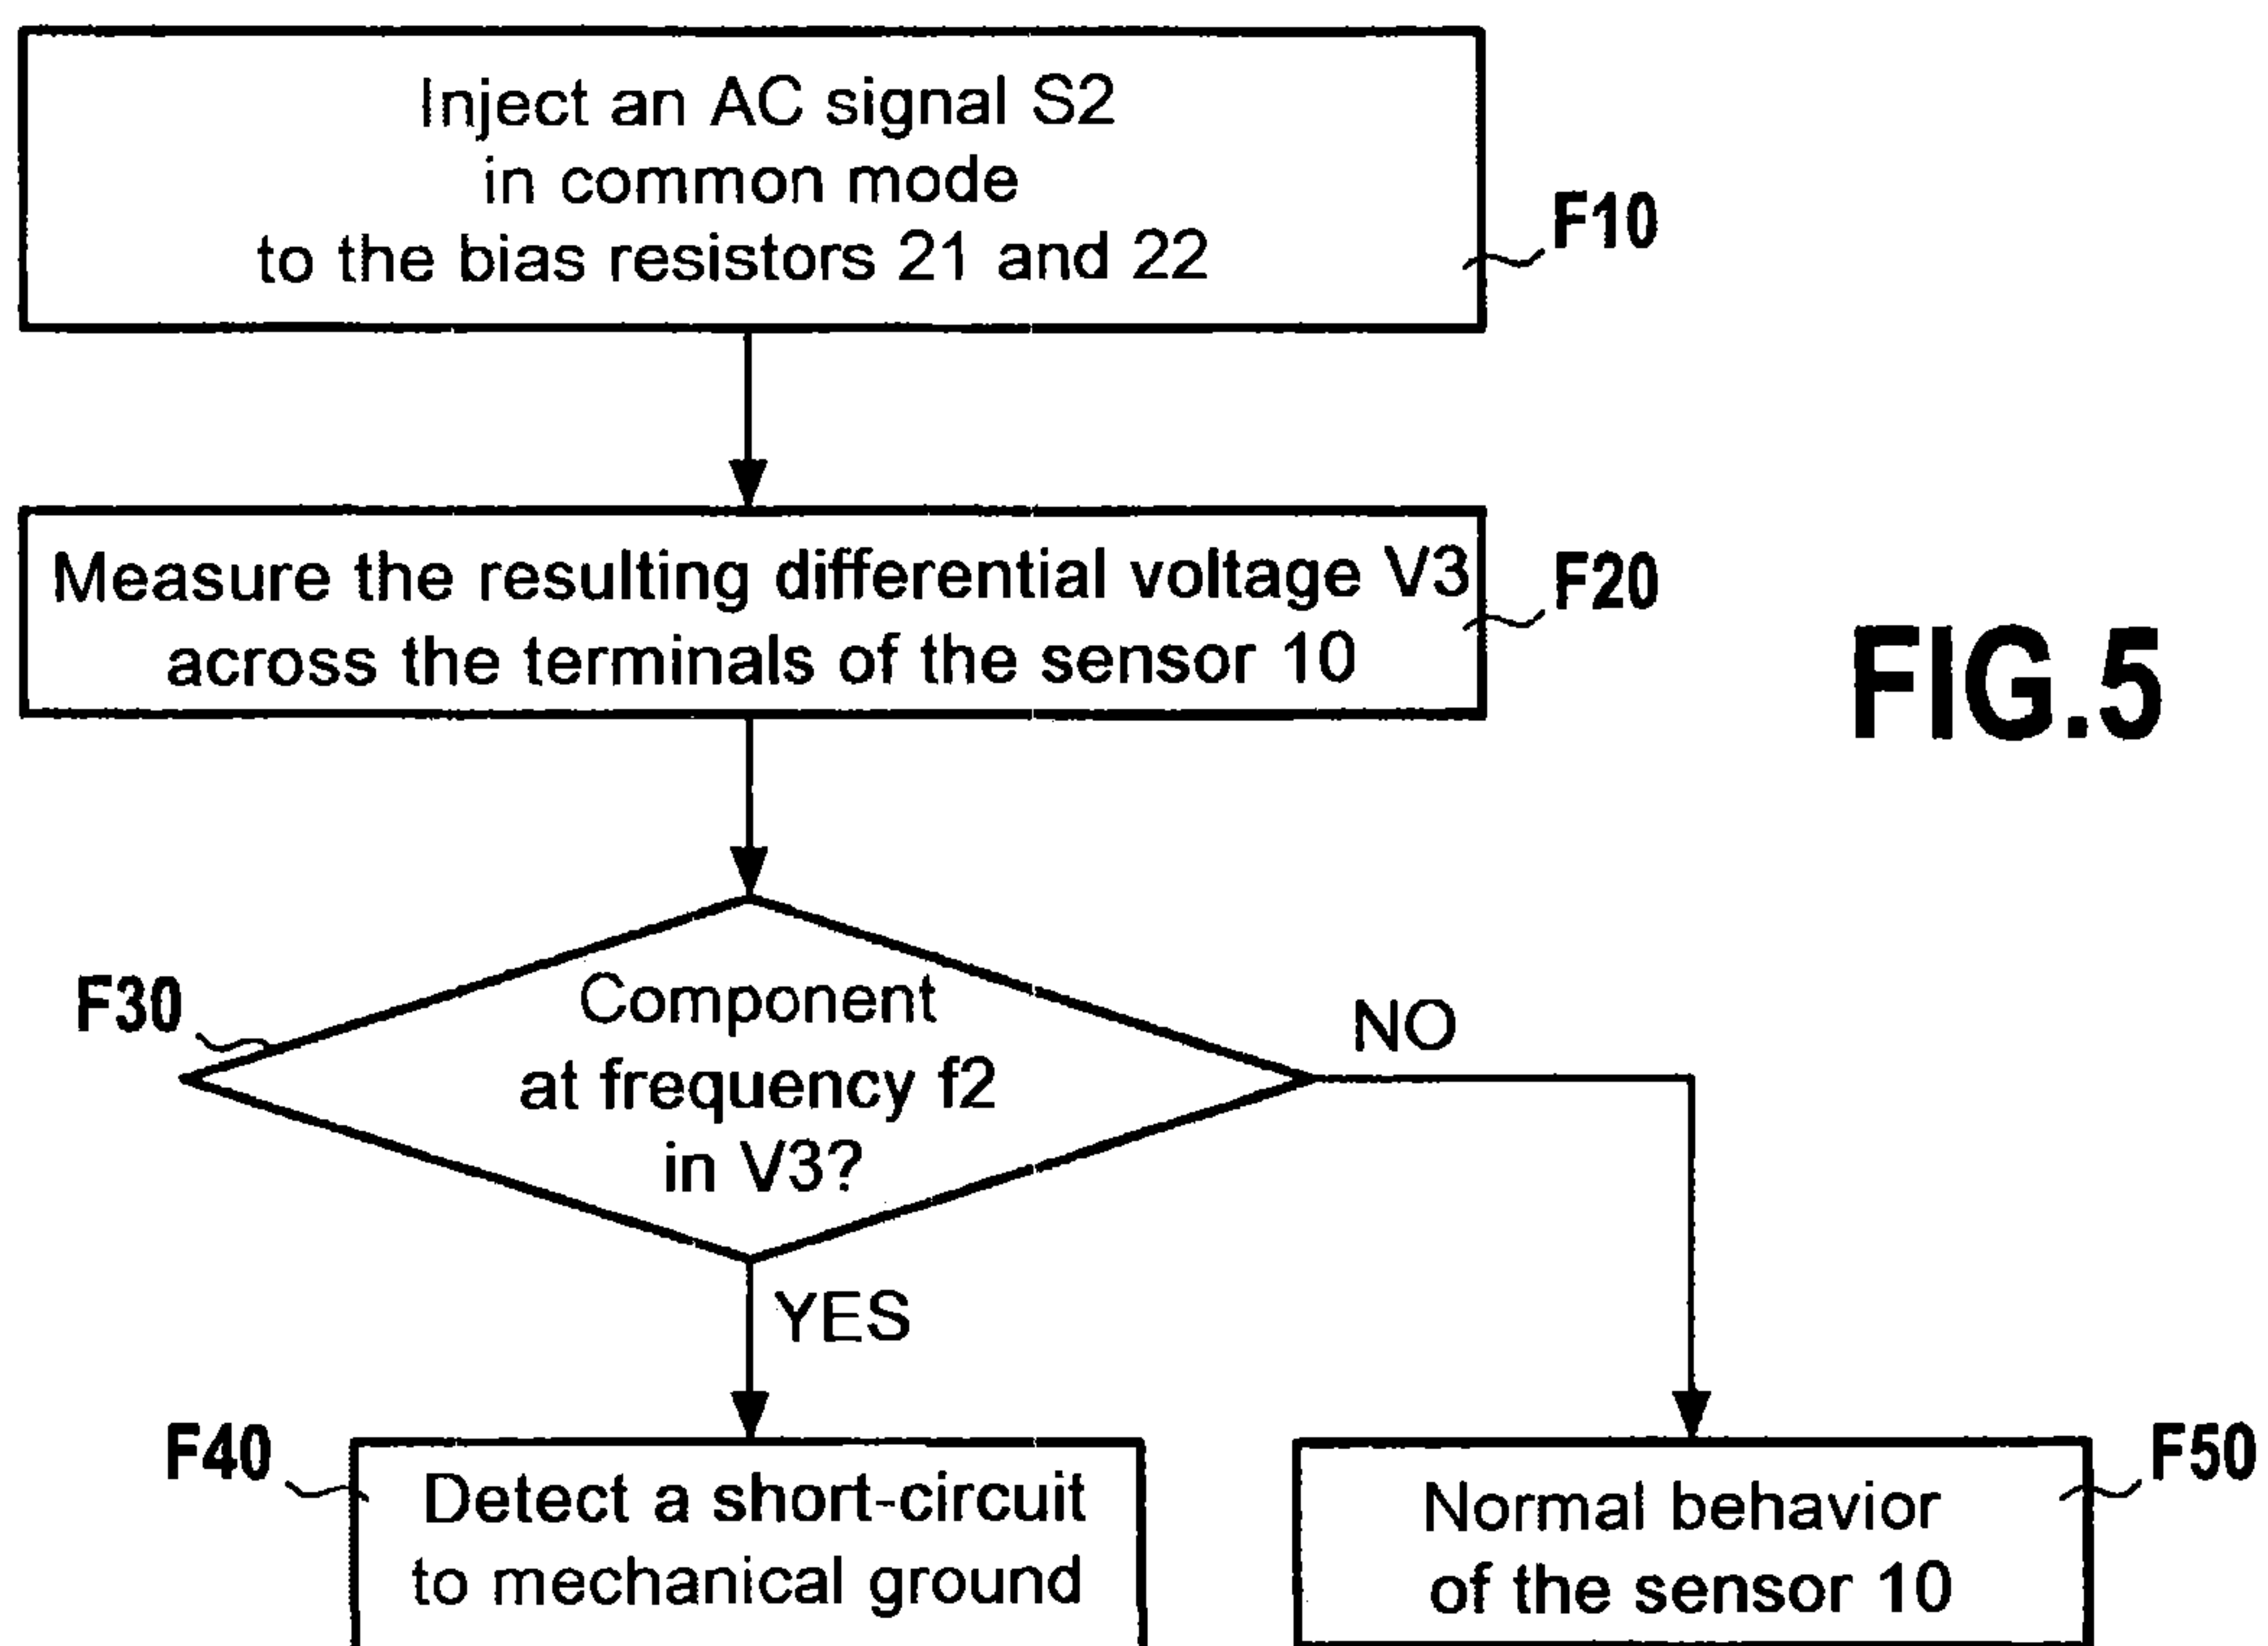 Inject an AC signal S2
in common mode
to the bias resistors 21 and 22
F10
Measure the resulting differential voltage V3
across the terminals of the sensor 10
F20
FIG.5
F30
Component
at frequency f2
in V3?
NO
YES
F40
Detect a short-circuit
to mechanical ground
Normal behavior
of the sensor 10
F50